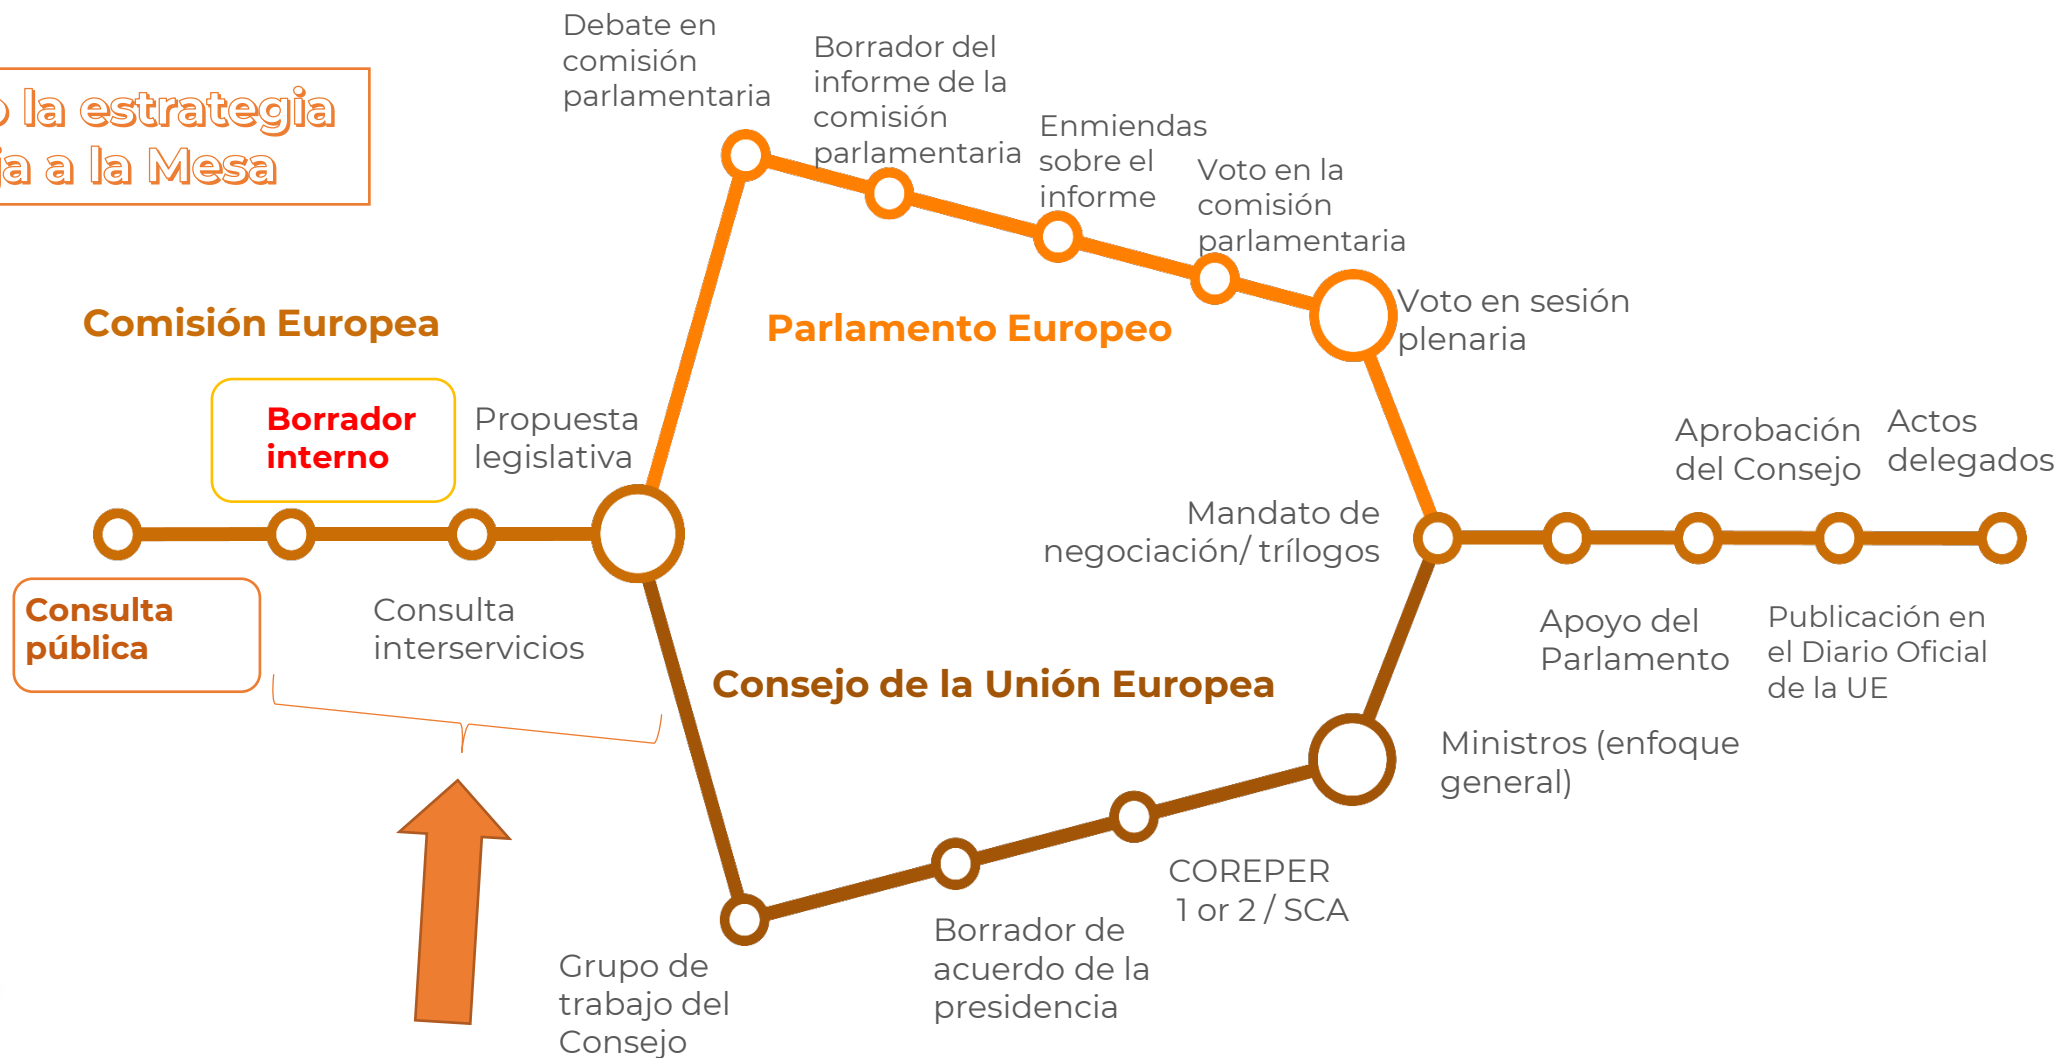 la estrategia
a la Mesa
Debate en
comisión
parlamentaria
Borrador del
informe de la
comisión
parlamentaria
Enmiendas
sobre el
informe
Voto en la
comisión
parlamentaria
Voto en sesión
plenaria
Comisión Europea
Parlamento Europeo
Borrador
interno
Propuesta
legislativa
Consulta
pública
Consulta
interservicios
Mandato de
negociación/ trílogos
Aprobación
del Consejo
Actos
delegados
Apoyo del
Parlamento
Publicación en
el Diario Oficial
de la UE
Consejo de la Unión Europea
Ministros (enfoque
general)
COREPER
1 or 2 / SCA
Borrador de
acuerdo de la
presidencia
Grupo de
trabajo del
Consejo